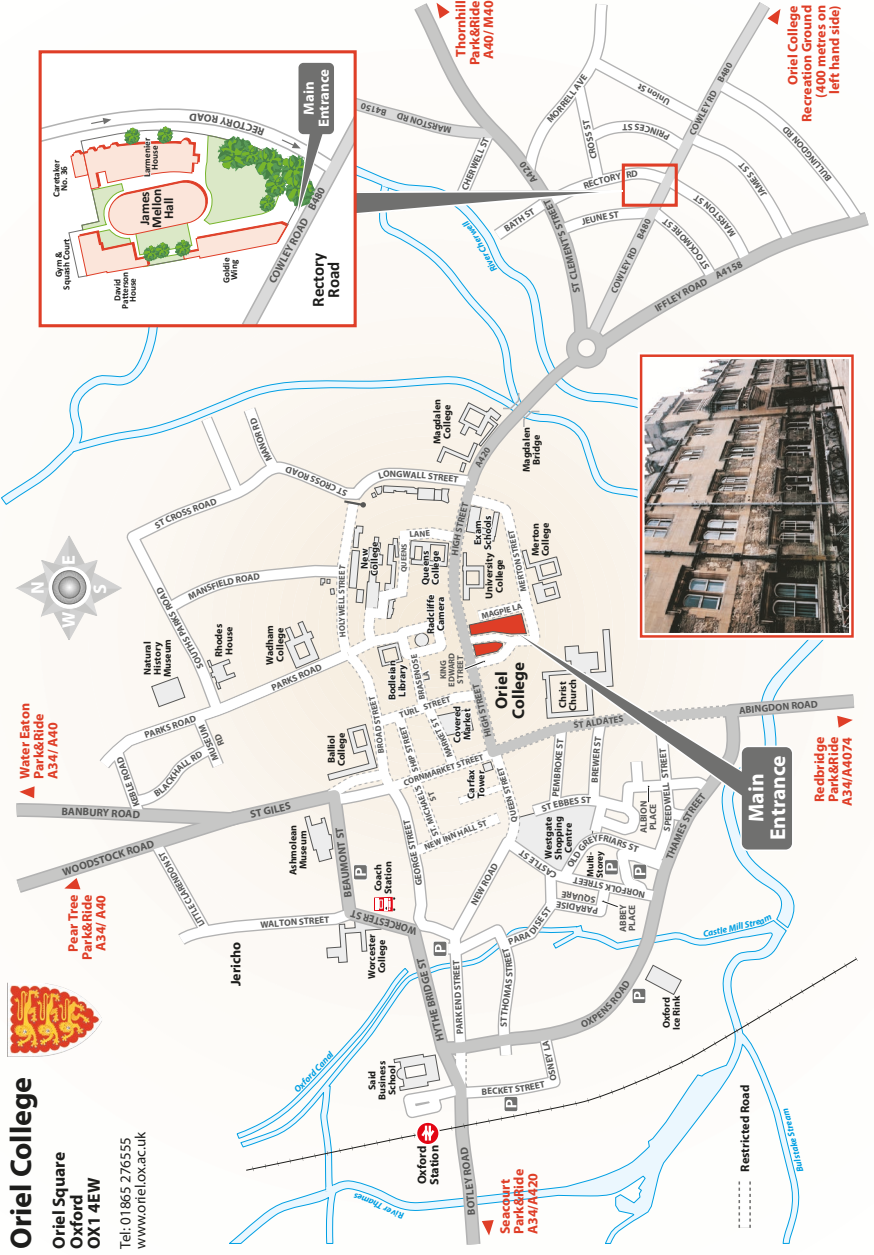 Oriel College
Oriel Square
Oxford
OX1 4EW
Tel: 01865 276555
www.oriel.ox.ac.uk
Pear Tree
Park&Ride
A34/ A40
Water Eaton
Park&Ride
A34/ A40
Thornhill
Park&Ride
A40/ M40
Oriel College
Recreation Ground
(400 metres on
left hand side)
Redbridge
Park&Ride
A34/A4074
Seacourt
Park&Ride
A34/A420
N
E
S
W
Caretaker
No. 36
Gym &
Squash Court
Larmenier
House
James
Mellon
Hall
David
Patterson
House
Goldie
Wing
RECTORY ROAD
COWLEY ROAD B480
Main
Entrance
Rectory
Road
WOODSTOCK ROAD
BANBURY ROAD
ST GILES
LITTLE CLARENDON ST
WALTON STREET
Jericho
KEBLE ROAD
BLACKHALL RD
MUSEUM
RD
PARKS ROAD
PARKS ROAD
SOUTHS PARKS ROAD
MANSFIELD ROAD
ST CROSS ROAD
ST CROSS ROAD
MANOR RD
LONGWALL STREET
HOLYWELL STREET
Natural
History
Museum
Rhodes
House
Wadham
College
Balliol
College
Ashmolean
Museum
BEAUMONT ST
P
Coach
Station
Worcester
College
WORCESTER ST
GEORGE STREET
BROAD STREET
ST MICHAEL'S
ST
NEW INN HALL ST
SHIP STREET
MARKET ST
CORNMARKET STREET
TURL STREET
BRASENOSE
LA
Covered
Market
Carfax
Tower
Bodleian
Library
Radcliffe
Camera
New
College
QUEENS
LANE
Queens
College
University
College
Exam
Schools
Magdalen
College
Magdalen
Bridge
Merton
College
MERTON STREET
MAGPIE LA
KING
EDWARD
STREET
HIGH STREET
HIGH STREET
A420
Oriel
College
Christ
Church
ST ALDATES
ABINGDON ROAD
Main
Entrance
QUEEN STREET
NEW ROAD
CASTLE ST
Westgate
Shopping
Centre
ST EBBES ST
PEMBROKE ST
BREWER ST
ALBION
PLACE
SPEEDWELL STREET
OLD GREYFRIARS ST
Multi-
Storey
P
P
NORFOLK STREET
PARADISE
SQUARE
ABBEY
PLACE
THAMES STREET
PARADISE ST
ST THOMAS STREET
PARK END STREET
HYTHE BRIDGE ST
P
OXPENS ROAD
P
Oxford
Ice Rink
OSNEY LA
BECKET STREET
P
Said
Business
School
Oxford
Station
BOTLEY ROAD
Oxford Canal
River Thames
Castle Mill Stream
Bulstake Stream
Restricted Road
River Cherwell
MARSTON RD
B4150
CHERWELL ST
A420
ST CLEMENTS STREET
BATH ST
RECTORY RD
JEUNE ST
CROSS ST
MORRELL AVE
Union St
PRINCES ST
COWLEY RD
B480
COWLEY RD
B480
STOCKMORE ST
MARSTON ST
JAMES ST
BULLINGDON RD
IFFLEY ROAD
A4158